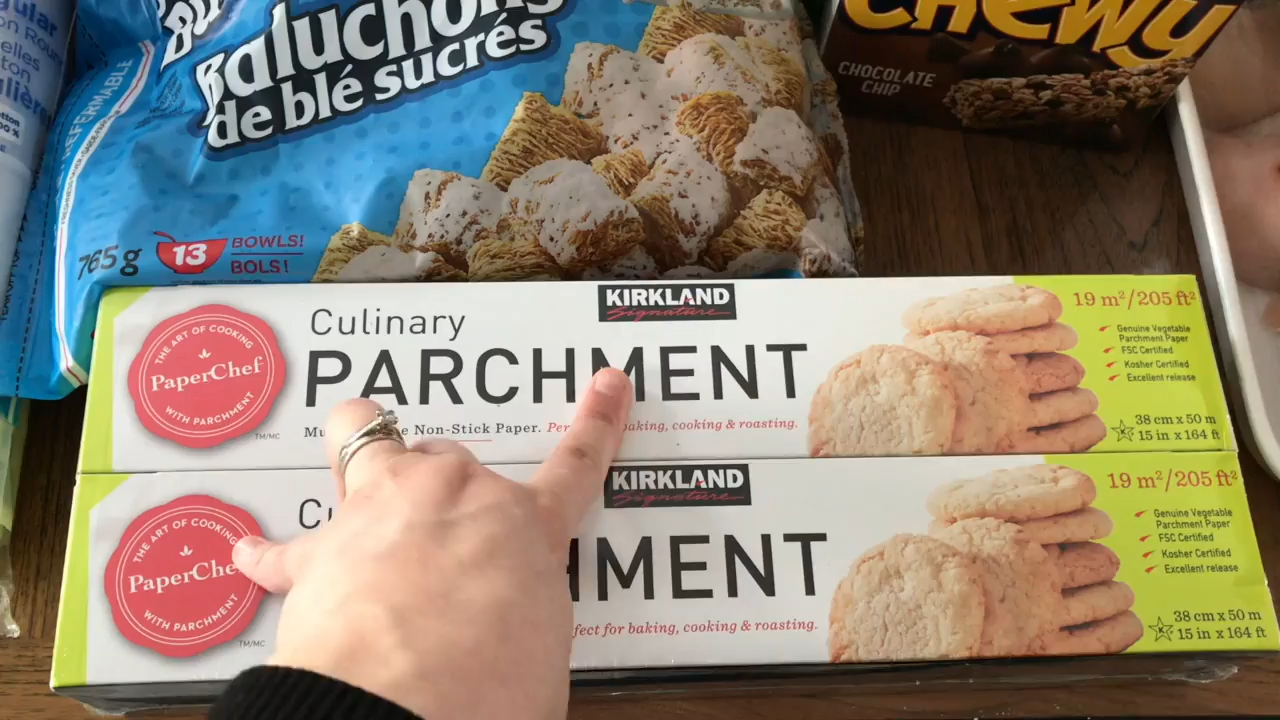 Baluchons
de blé sucrés
REFERMABLE
765 g
13
BOWLS!
BOLS!
Chewy
CHOCOLATE
CHIP
THE ART OF COOKING
PaperChef
WITH PARCHMENT
TM/MC
Culinary
PARCHMENT
Non-Stick Paper.
baking, cooking & roasting.
KIRKLAND
Signature
19 m²/205 ft²
Genuine Vegetable
Parchment Paper
FSC Certified
Kosher Certified
Excellent release
38 cm x 50 m
15 in x 164 ft
THE ART OF COOKING
WITH PARCHMENT
TM/MC
KIRKLAND
Signature
MENT
baking, cooking & roasting.
19 m²/205 ft²
Genuine Vegetable
Parchment Paper
FSC Certified
Kosher Certified
Excellent release
38 cm x 50 m
15 in x 164 ft